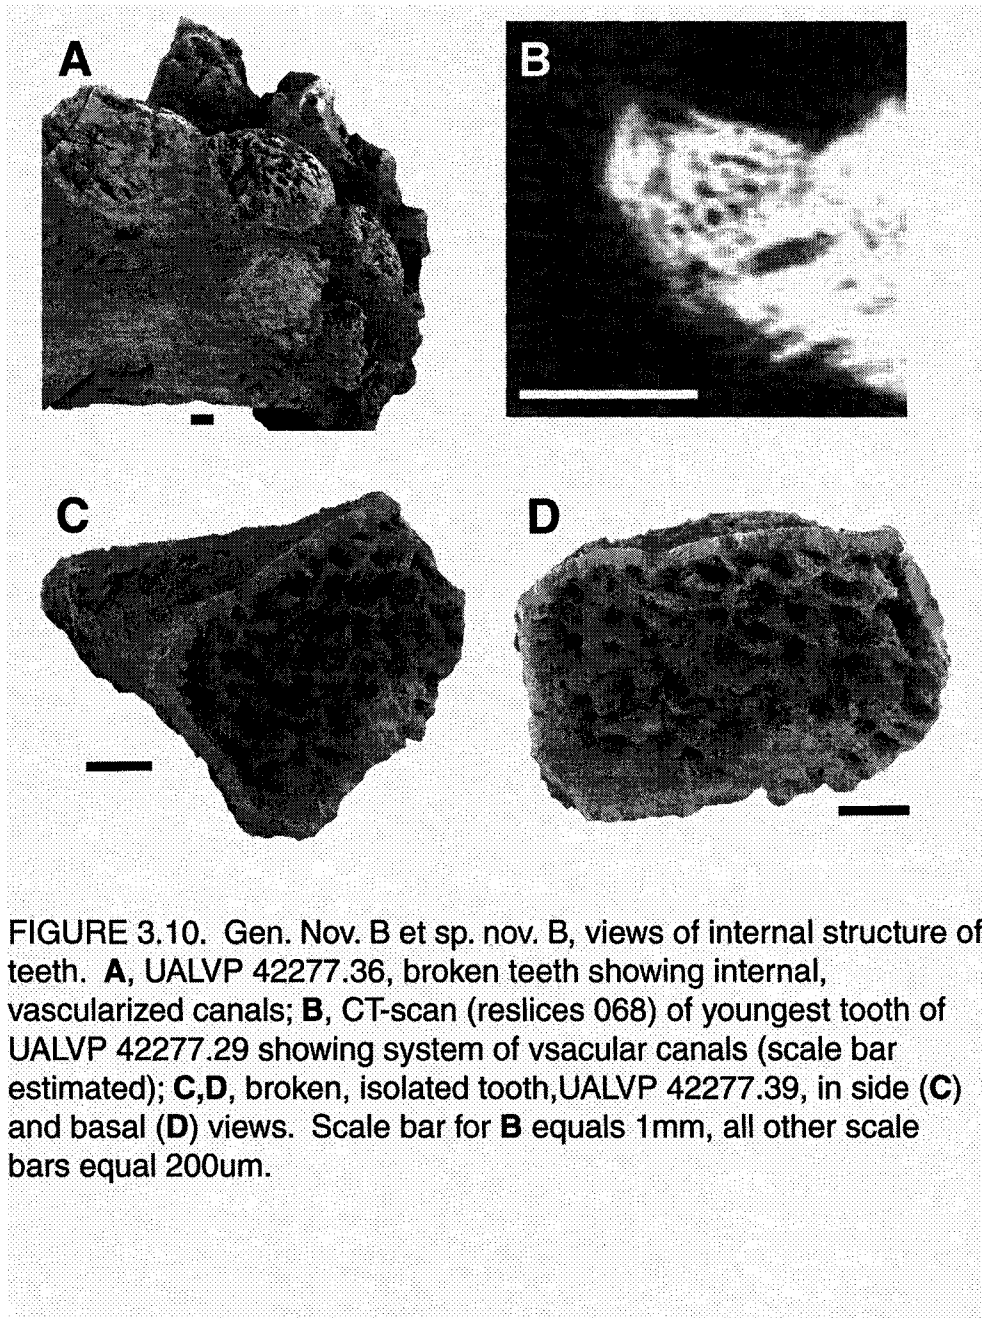 A
B
C
D
FIGURE 3.10. Gen. Nov. B et sp. nov. B, views of internal structure of
teeth. A, UALVP 42277.36, broken teeth showing internal,
vascularized canals; B, CT-scan (reslices 068) of youngest tooth of
UALVP 42277.29 showing system of vsacular canals (scale bar
estimated); C,D, broken, isolated tooth,UALVP 42277.39, in side (C)
and basal (D) views. Scale bar for B equals 1mm, all other scale
bars equal 200um.